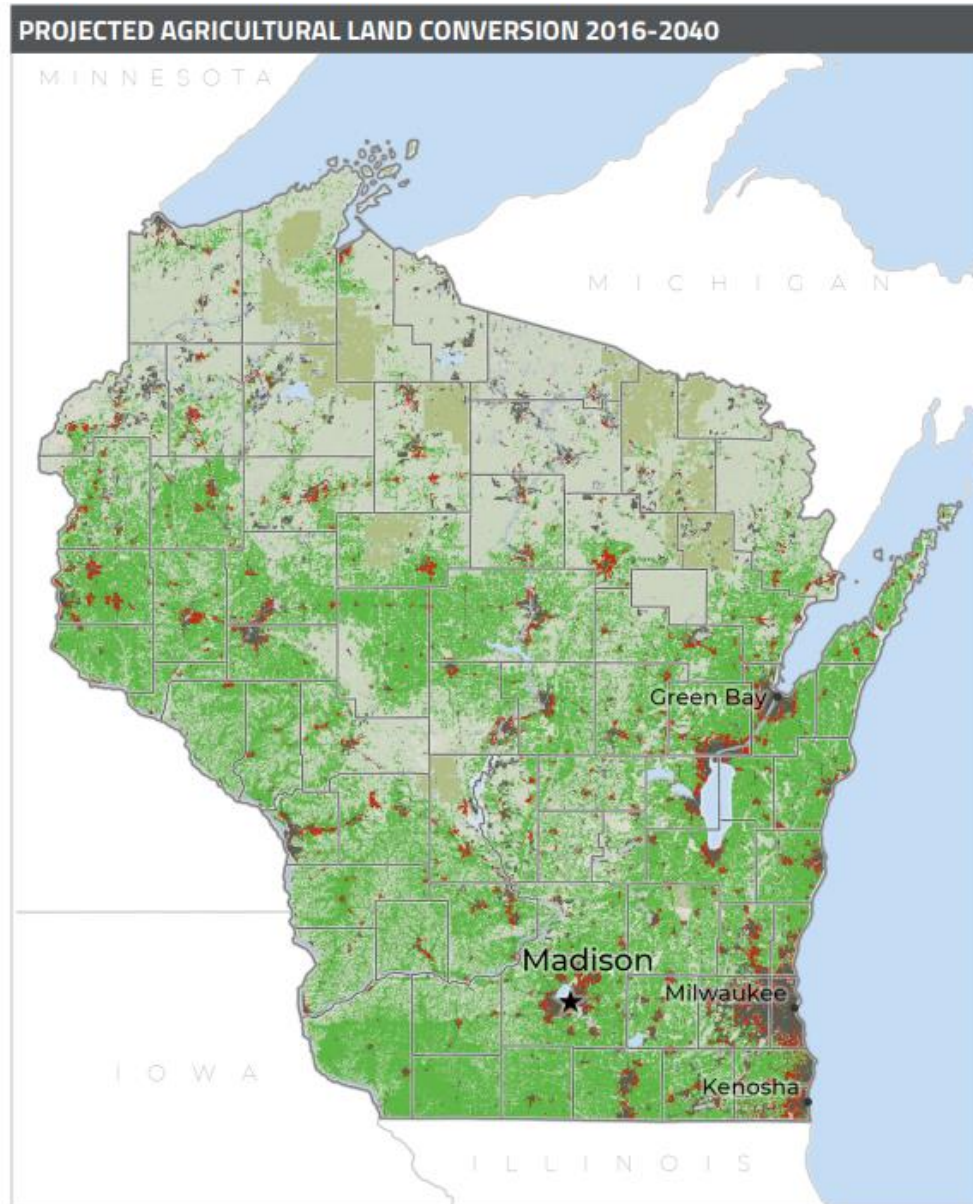 PROJECTED AGRICULTURAL LAND CONVERSION 2016-2040
MINNESOTA
MICHIGAN
Green Bay
Madison
Milwaukee
IOWA
Kenosha
ILLINOIS